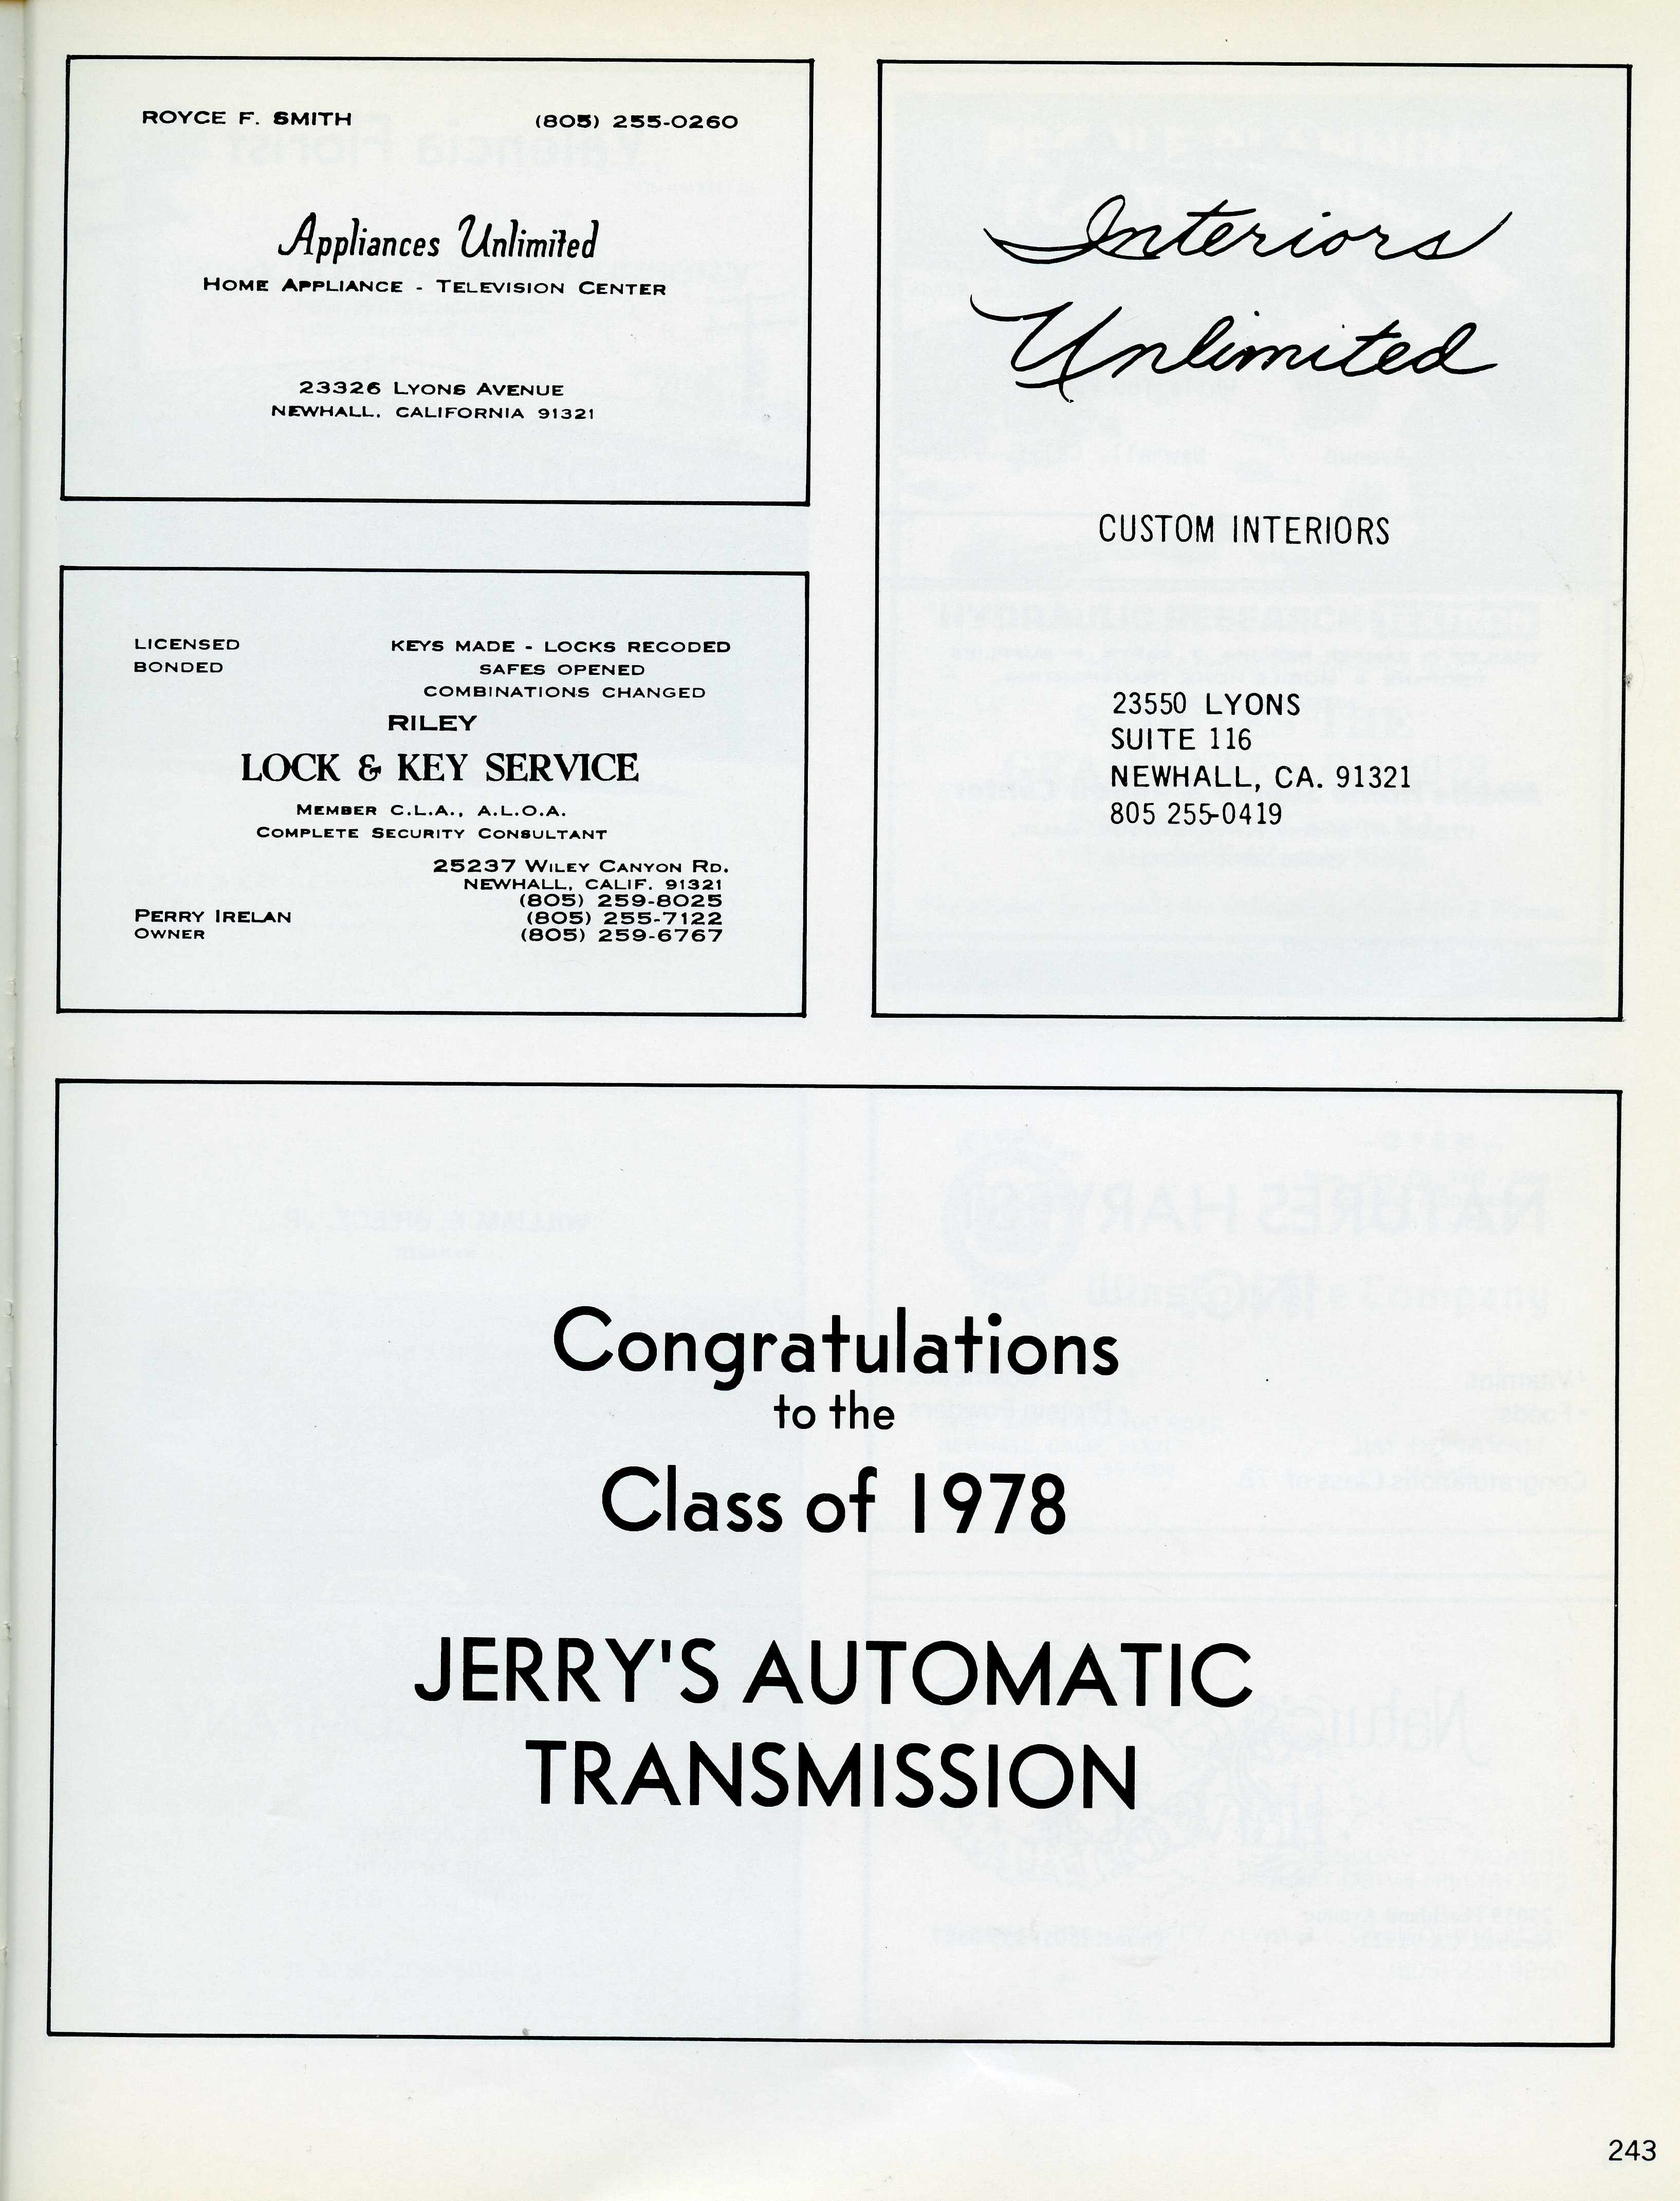 ROYCE F. SMITH (805) 255-0260
Appliances Unlimited
HOME APPLIANCE - TELEVISION CENTER
23326 LYONS AVENUE
NEWHALL, CALIFORNIA 91321
LICENSED
BONDED
KEYS MADE - LOCKS RECODED
SAFES OPENED
COMBINATIONS CHANGED
RILEY
LOCK & KEY SERVICE
MEMBER C.L.A., A.L.O.A.
COMPLETE SECURITY CONSULTANT
25237 WILEY CANYON RD.
NEWHALL, CALIF. 91321
(805) 259-8025
(805) 255-7122
(805) 259-6767
PERRY IRELAN
OWNER
Interiors
Unlimited
CUSTOM INTERIORS
23550 LYONS
SUITE 116
NEWHALL, CA. 91321
805 255-0419
Congratulations
to the
Class of 1978
JERRY'S AUTOMATIC
TRANSMISSION
243